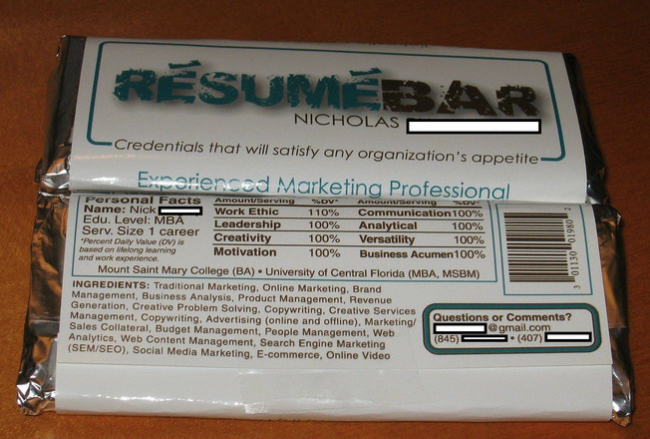 RÉSUMÉBAR
NICHOLAS
Credentials that will satisfy any organization's appetite
Experienced Marketing Professional
Personal Facts
Name: Nick
Edu. Level: MBA
Serv. Size 1 career
*Percent Daily Value (DV) is
based on lifelong learning
and work experience.
Amount/Serving %DV* Amount/Serving %DV*
Work Ethic 110% Communication 100%
Leadership 100% Analytical 100%
Creativity 100% Versatility 100%
Motivation 100% Business Acumen 100%
Mount Saint Mary College (BA) • University of Central Florida (MBA, MSBM)
INGREDIENTS: Traditional Marketing, Online Marketing, Brand
Management, Business Analysis, Product Management, Revenue
Generation, Creative Problem Solving, Copywriting, Creative Services
Management, Copywriting, Advertising (online and offline), Marketing/
Sales Collateral, Budget Management, People Management, Web
Analytics, Web Content Management, Search Engine Marketing
(SEM/SEO), Social Media Marketing, E-commerce, Online Video
3 01130 01980 2
Questions or Comments?
@gmail.com
(845) • (407)